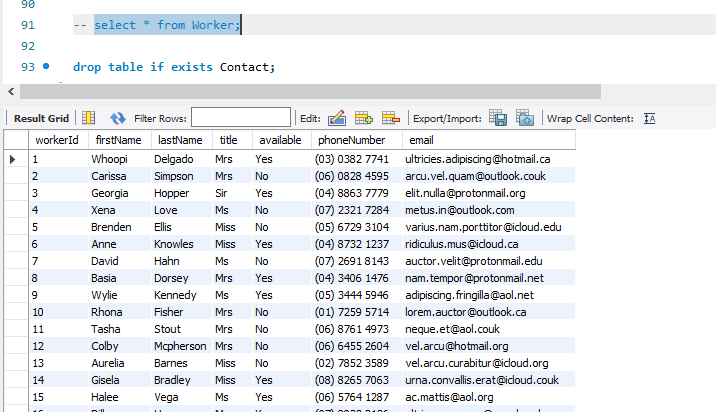 90
91 -- select * from Worker;
92
93 drop table if exists Contact;
Result Grid Filter Rows: Edit: Export/Import: Wrap Cell Content:
workerId firstName lastName title available phoneNumber email
1 Whoopi Delgado Mrs Yes (03) 0382 7741 ultricies.adipiscing@hotmail.ca
2 Carissa Simpson Mrs No (06) 0828 4595 arcu.vel.quam@outlook.couk
3 Georgia Hopper Sir Yes (04) 8863 7779 elit.nulla@protonmail.org
4 Xena Love Ms No (07) 2321 7284 metus.in@outlook.com
5 Brenden Ellis Miss No (05) 6729 3104 varius.nam.porttitor@icloud.edu
6 Anne Knowles Miss Yes (04) 8732 1237 ridiculus.mus@icloud.ca
7 David Hahn Ms No (07) 2691 8143 auctor.velit@protonmail.edu
8 Basia Dorsey Mrs Yes (04) 3406 1476 nam.tempor@protonmail.net
9 Wylie Kennedy Ms Yes (05) 3444 5946 adipiscing.fringilla@aol.net
10 Rhona Fisher Mrs No (01) 7259 5714 lorem.auctor@outlook.ca
11 Tasha Stout Mrs No (06) 8761 4973 neque.et@aol.couk
12 Colby Mcpherson Mrs No (06) 6455 2604 vel.arcu@hotmail.org
13 Aurelia Barnes Miss No (02) 7852 3589 vel.arcu.curabitur@icloud.org
14 Gisela Bradley Miss Yes (08) 8265 7063 urna.convallis.erat@icloud.couk
15 Halee Vega Ms Yes (06) 5764 1287 ac.mattis@aol.org